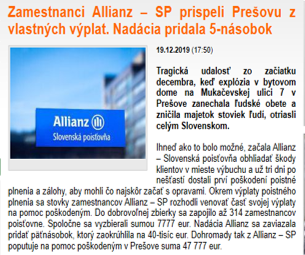 Zamestnanci Allianz – SP prispeli Prešovu z
vlastných výplat. Nadácia pridala 5-násobok
19.12.2019 (17:50)
Allianz
Slovenská poisťovňa
Tragická udalosť zo začiatku
decembra, keď explózia v bytovom
dome na Mukačevskej ulici 7 v
Prešove zanechala ľudské obete a
zničila majetok stoviek ľudí, otriasli
celým Slovenskom.
Ihneď ako to bolo možné, začala Allianz
– Slovenská poisťovňa obhliadať škody
klientov v mieste výbuchu a už tri dni po
nešťastí dostali prví poškodení poistné
plnenia a zálohy, aby mohli čo najskôr začať s opravami. Okrem výplaty poistného
plnenia sa stovky zamestnancov Allianz – SP rozhodli venovať časť svojej výplaty
na pomoc poškodeným. Do dobrovoľnej zbierky sa zapojilo až 314 zamestnancov
poisťovne. Spoločne sa vyzbierali sumou 7777 eur. Nadácia Allianz sa zaviazala
pridať päťnásobok, ktorý zaokrúhlila na 40-tisíc eur. Dohromady tak z Allianz – SP
poputuje na pomoc poškodeným v Prešove suma 47 777 eur.